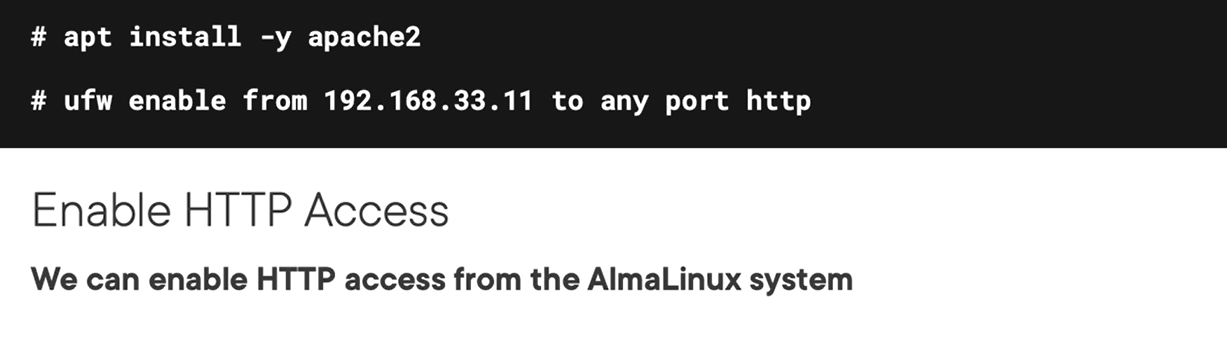 # apt install -y apache2
# ufw enable from 192.168.33.11 to any port http
Enable HTTP Access
We can enable HTTP access from the AlmaLinux system